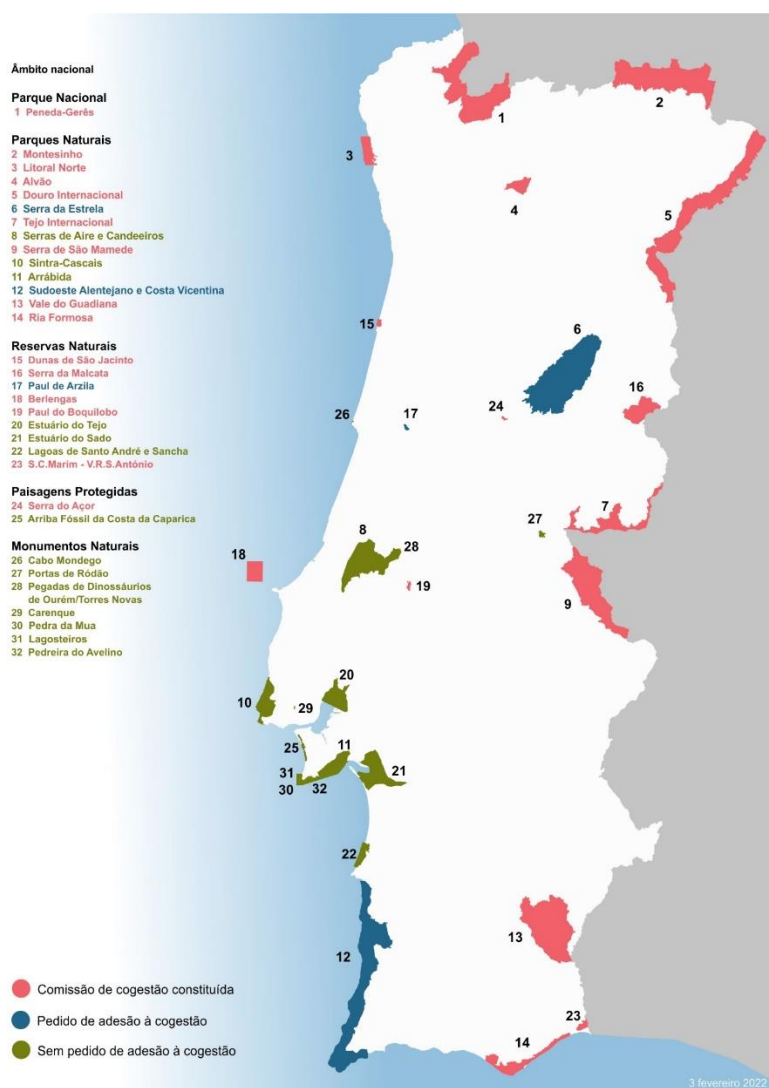 Âmbito nacional
Parque Nacional
1 Peneda-Gerês
Parques Naturais
2 Montesinho
3 Litoral Norte
4 Alvão
5 Douro Internacional
6 Serra da Estrela
7 Tejo Internacional
8 Serras de Aire e Candeeiros
9 Serra de São Mamede
10 Sintra-Cascais
11 Arrábida
12 Sudoeste Alentejano e Costa Vicentina
13 Vale do Guadiana
14 Ria Formosa
Reservas Naturais
15 Dunas de São Jacinto
16 Serra da Malcata
17 Paul de Arzila
18 Berlengas
19 Paul do Boquilobo
20 Estuário do Tejo
21 Estuário do Sado
22 Lagoas de Santo André e Sancha
23 S.C.Marim - V.R.S.António
Paisagens Protegidas
24 Serra do Açor
25 Arriba Fóssil da Costa da Caparica
Monumentos Naturais
26 Cabo Mondego
27 Portas de Ródão
28 Pegadas de Dinossáurios
de Ourém/Torres Novas
29 Carenque
30 Pedra da Mua
31 Lagosteiros
32 Pedreira do Avelino
1
2
3
4
5
15
6
16
26
17
24
7
27
8
28
18
19
9
20
10
29
25
11
31
21
30
32
22
13
12
23
14
Comissão de cogestão constituída
Pedido de adesão à cogestão
Sem pedido de adesão à cogestão
3 fevereiro 2022